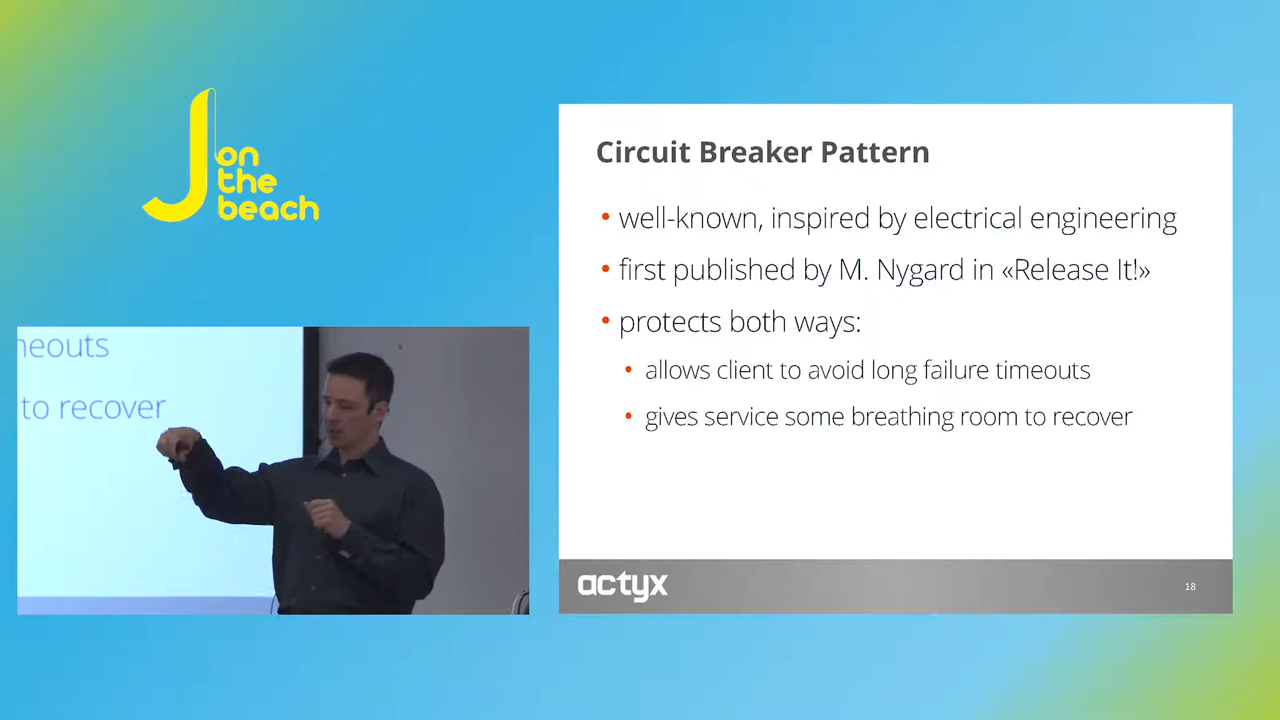 J on
the
beach
Circuit Breaker Pattern
• well-known, inspired by electrical engineering
• first published by M. Nygard in «Release It!»
• protects both ways:
• allows client to avoid long failure timeouts
• gives service some breathing room to recover
neouts
to recover
actyx
18